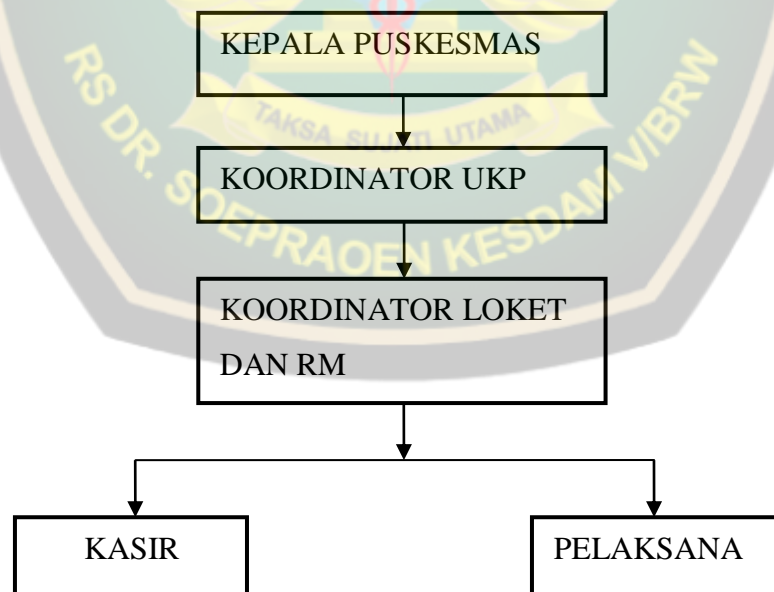 KEPALA PUSKESMAS
TAKSA SUJATI UTAMA
KOORDINATOR UKP
RS DR. SOEPRAOEN KESDAM V/BRW
KOORDINATOR LOKET
DAN RM
KASIR
PELAKSANA